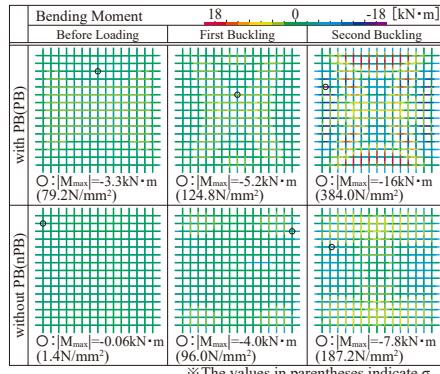 Bending Moment 18 0 -18 [kN・m]
Before Loading First Buckling Second Buckling
with PB(PB)
○:|Mmax|=-3.3kN・m ○:|Mmax|=-5.2kN・m ○:|Mmax|=-16kN・m
(79.2N/mm²) (124.8N/mm²) (384.0N/mm²)
without PB(nPB)
○:|Mmax|=-0.06kN・m ○:|Mmax|=-4.0kN・m ○:|Mmax|=-7.8kN・m
(1.4N/mm²) (96.0N/mm²) (187.2N/mm²)
※The values in parentheses indicate σ